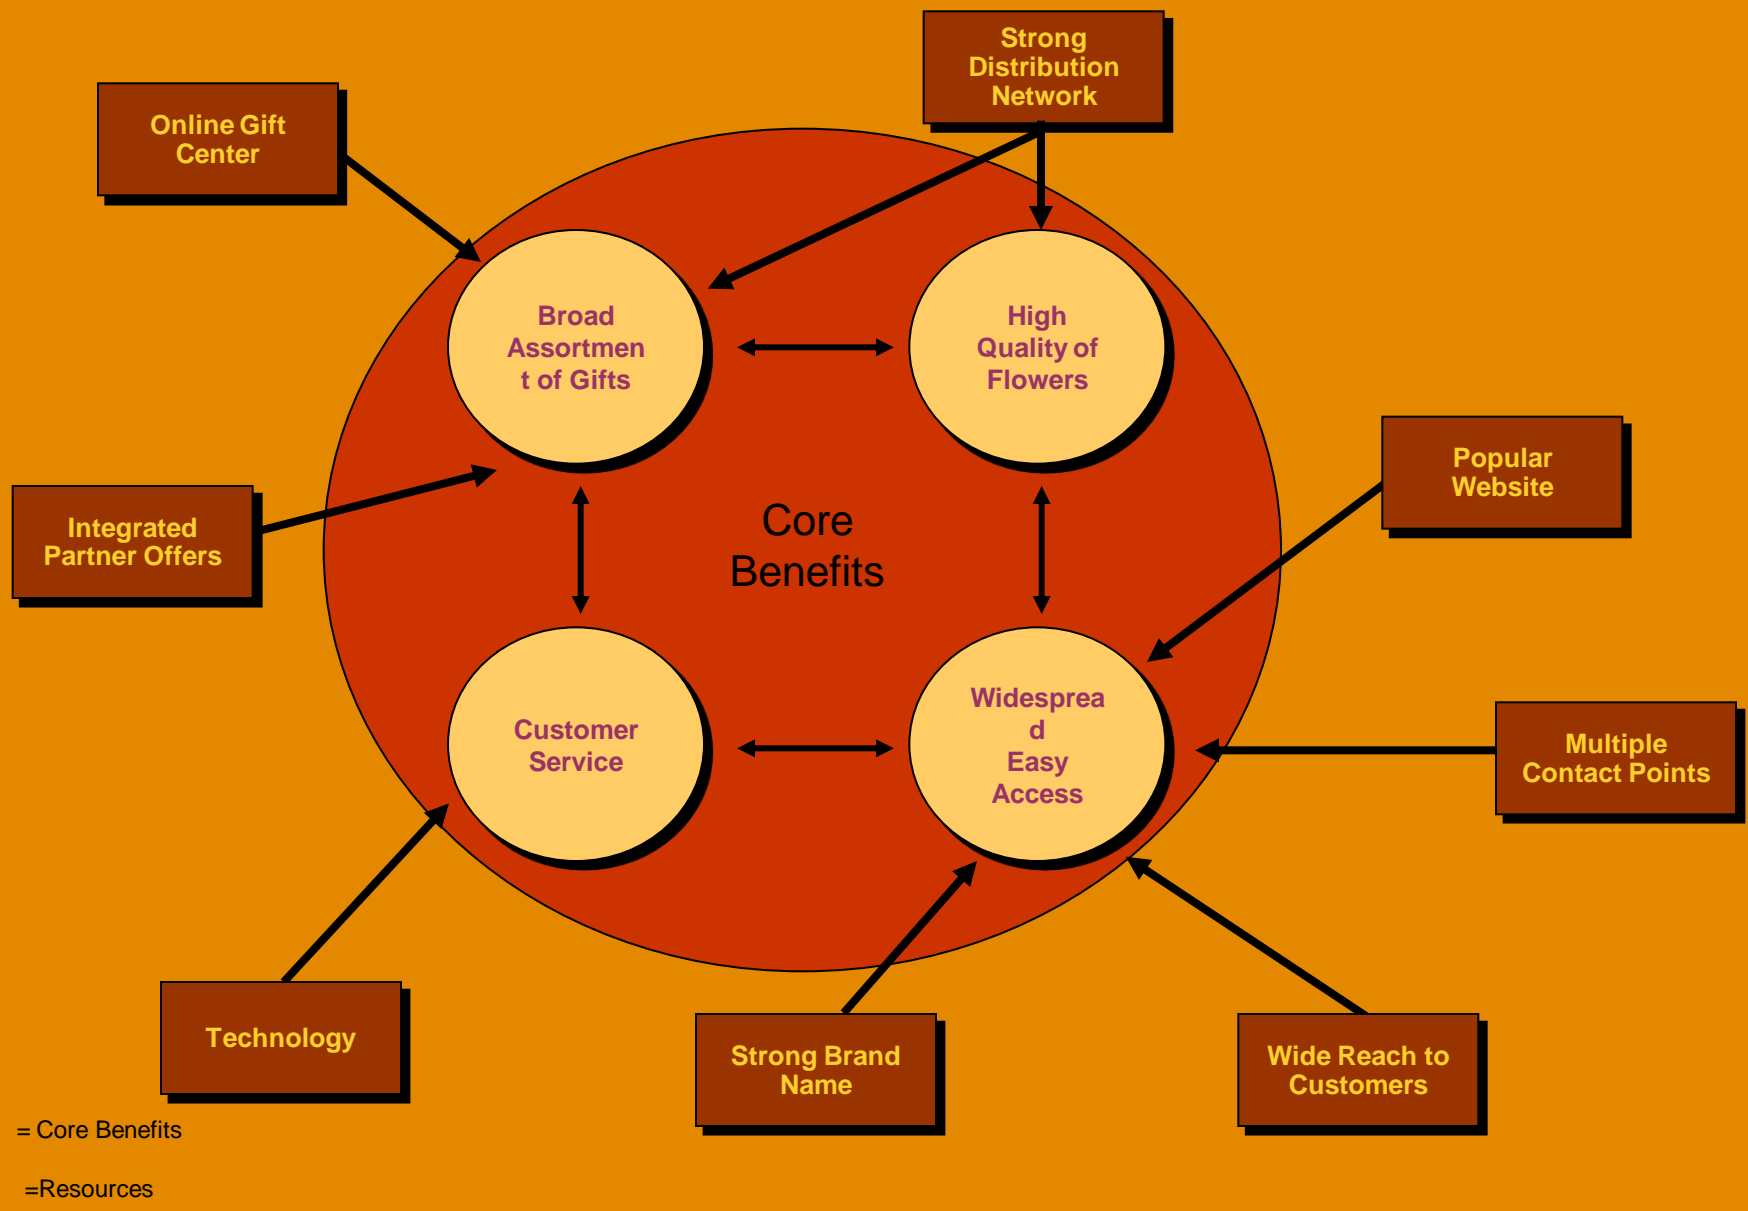 Strong
Distribution
Network
Online Gift
Center
Broad
Assortmen
t of Gifts
High
Quality of
Flowers
Popular
Website
Integrated
Partner Offers
Core
Benefits
Customer
Service
Widesprea
d
Easy
Access
Multiple
Contact Points
Technology
Strong Brand
Name
Wide Reach to
Customers
= Core Benefits
=Resources